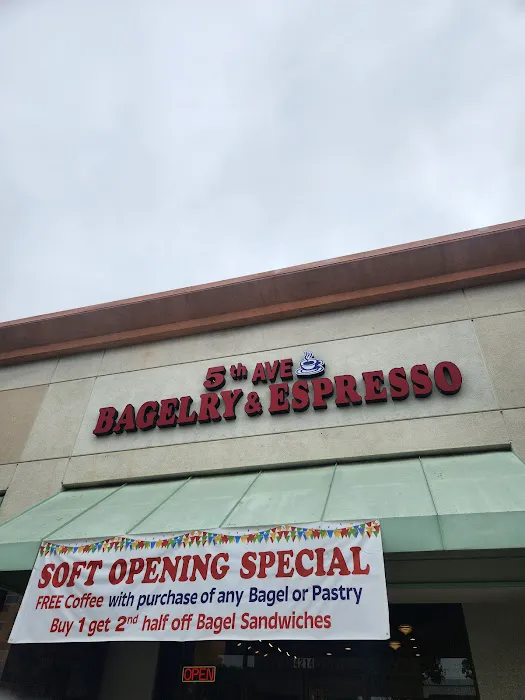 5th AVE
BAGELRY & ESPRESSO
SOFT OPENING SPECIAL
FREE Coffee with purchase of any Bagel or Pastry
Buy 1 get 2nd half off Bagel Sandwiches
4214
OPEN